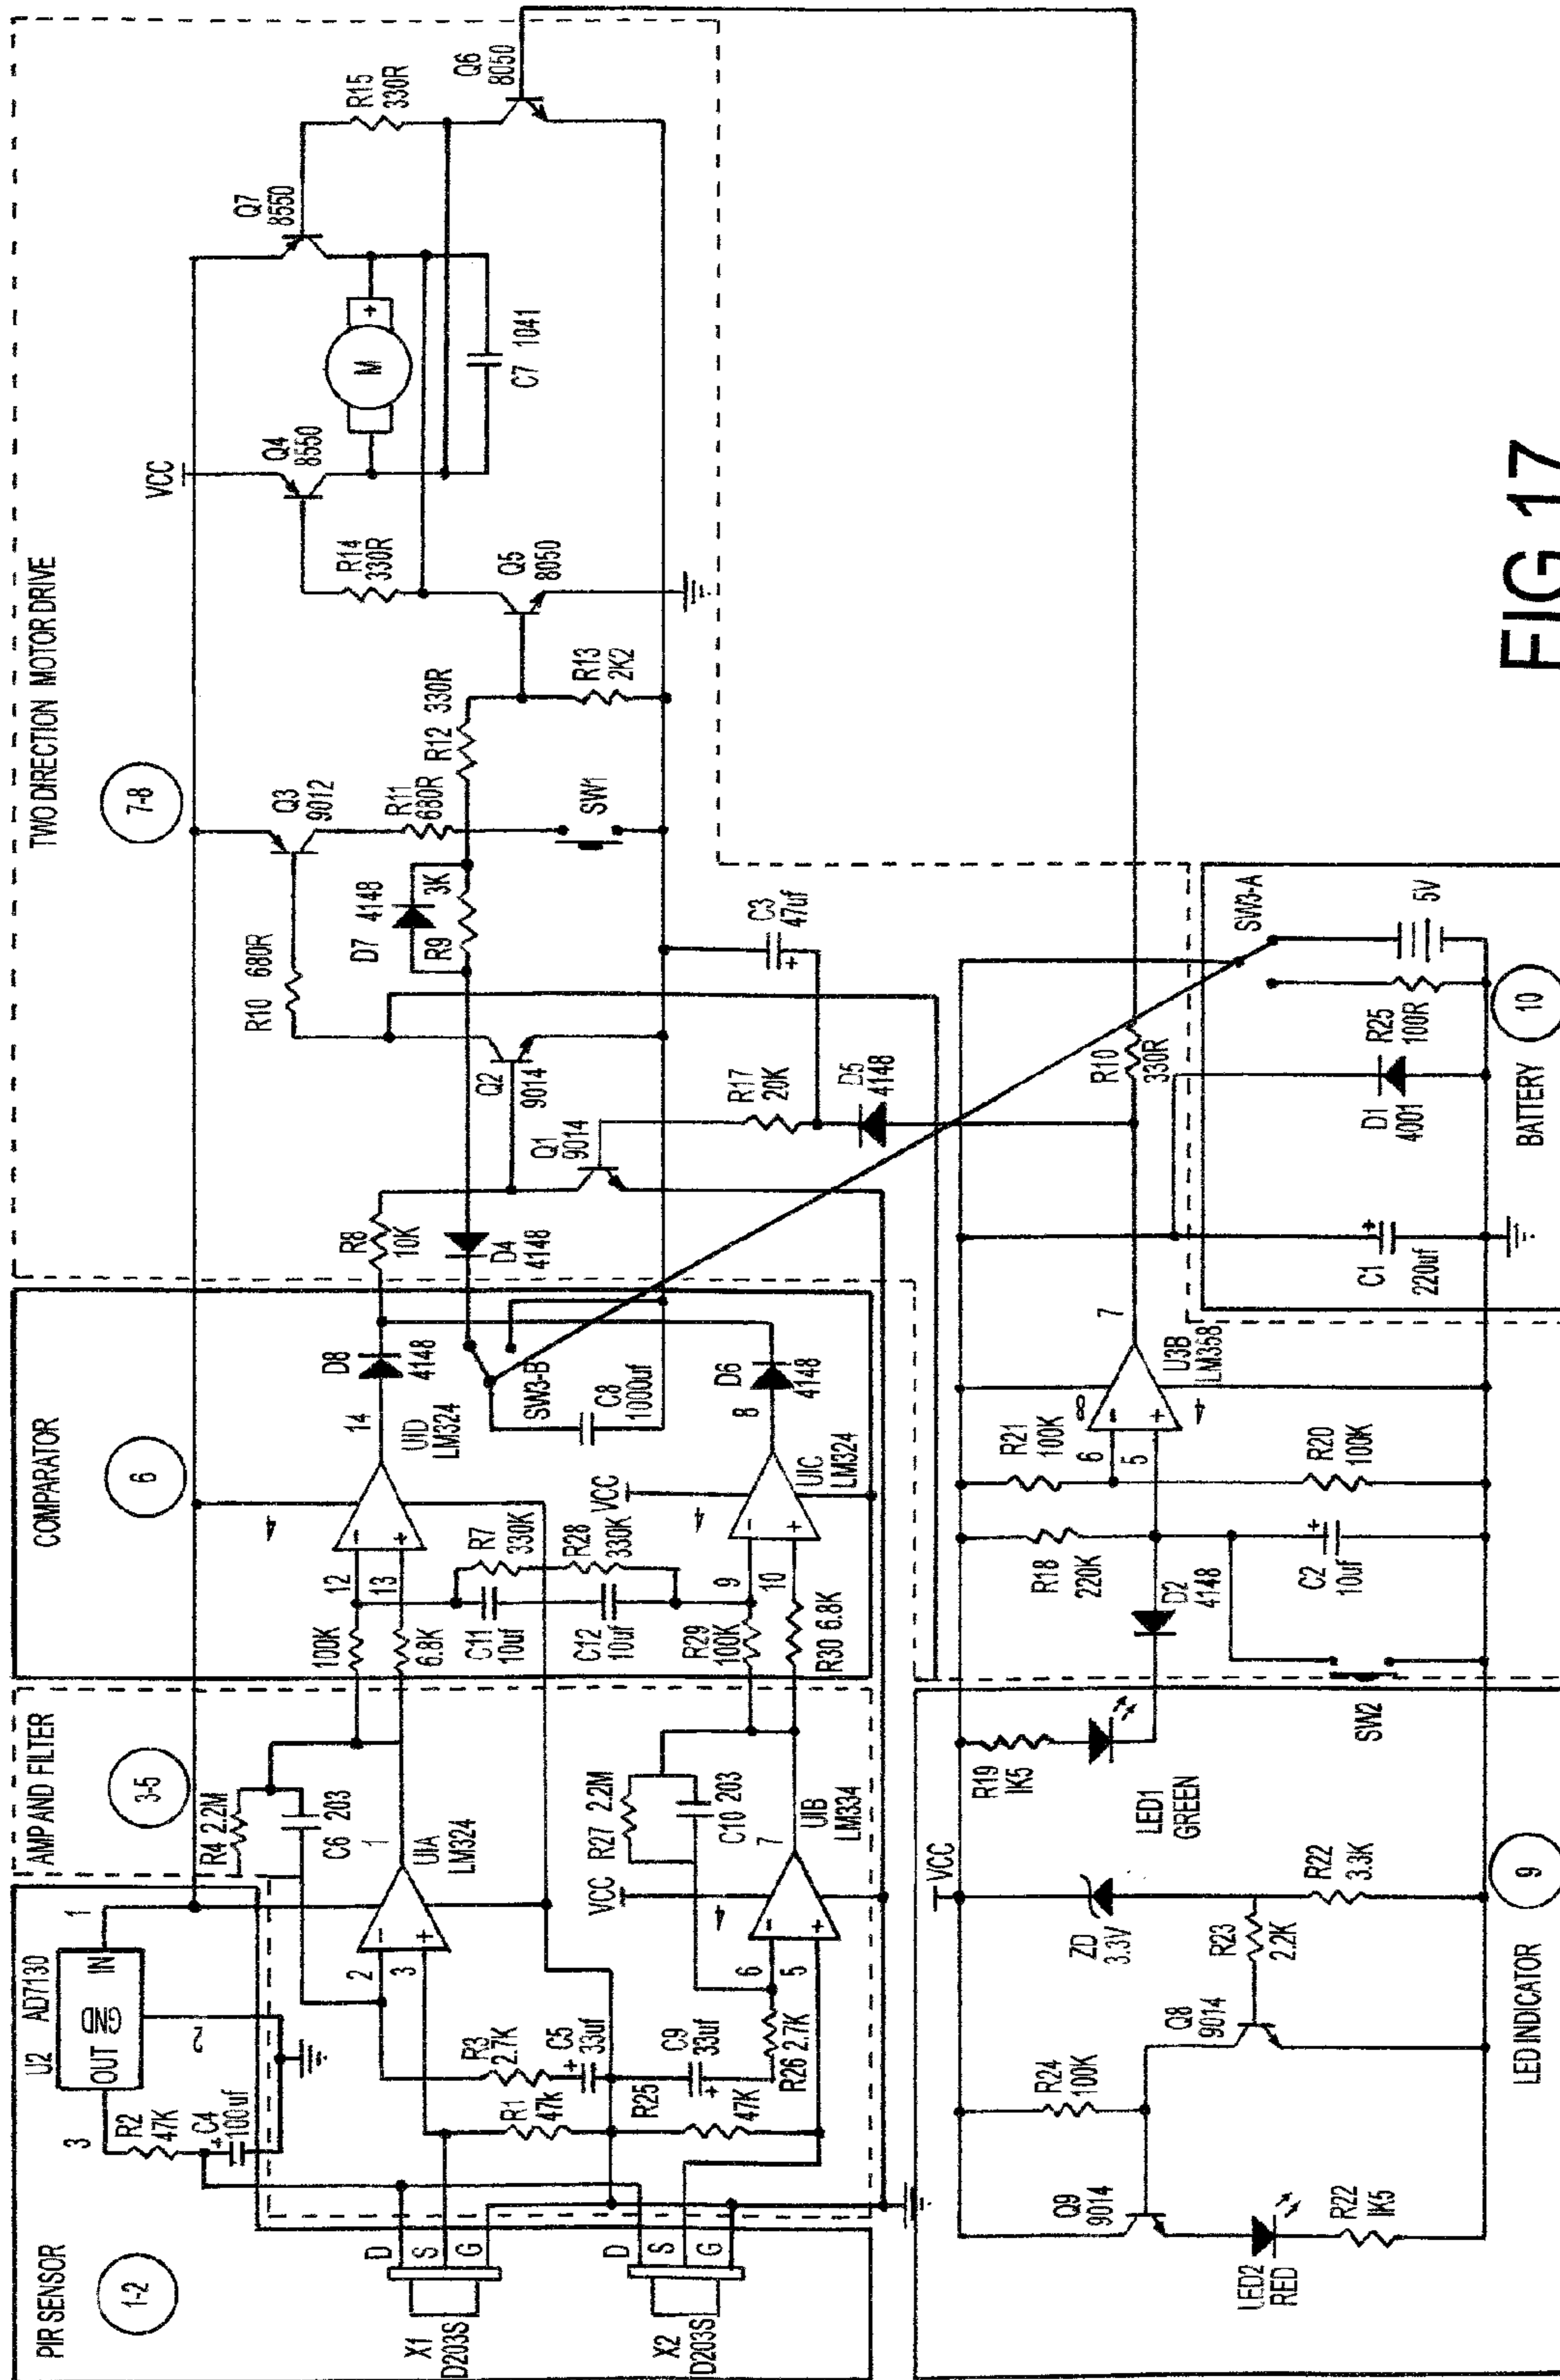 TWO DIRECTION MOTOR DRIVE
7-8
VCC
Q4
8550
Q7
8550
R15
330R
Q6
8050
M
+
C7 1041
R14
330R
Q5
8050
R13
2K2
R12 330R
Q3
9012
R11
680R
SW1
D7 4148
R9 3K
R10 680R
Q2
9014
Q1
9014
R17
20K
C3
47uf
+
D5
4148
R8
10K
D4
4148
R10
330R
COMPARATOR
6
D8
4148
14
UID
LM324
4
12
13
100K
6.8K
SW3-B
C8
1000uf
R7
330K
R28
330K
C11
10uf
C12
10uf
VCC
4
D6
4148
8
UIC
LM324
9
10
R29
100K
R30 6.8K
AMP AND FILTER
3-5
R4 2.2M
C6 203
1
UIA
LM324
2
3
R3
2.7K
+ C5
33uf
R1
47K
C9
33uf
+
R25
47K
R26 2.7K
R27 2.2M
C10 203
7
UIB
LM334
VCC
4
6
5
PIR SENSOR
1-2
U2 AD7130
OUT GND IN
1
2
3
R2
47K
+ C4
100uf
X1
D203S
D
S
G
X2
D203S
D
S
G
LED INDICATOR
9
VCC
R19
IK5
LED1
GREEN
ZD
3.3V
R22
3.3K
R23
2.2K
Q8
9014
R24
100K
Q9
9014
LED2
RED
R22
IK5
SW2
D2
4148
R18
220K
C2
10uf
+
R21
100K
R20
100K
8
6
5
4
7
U3B
LM358
C1
220uf
+
D1
4001
R25
100R
SW3-A
5V
BATTERY
10
FIG 17